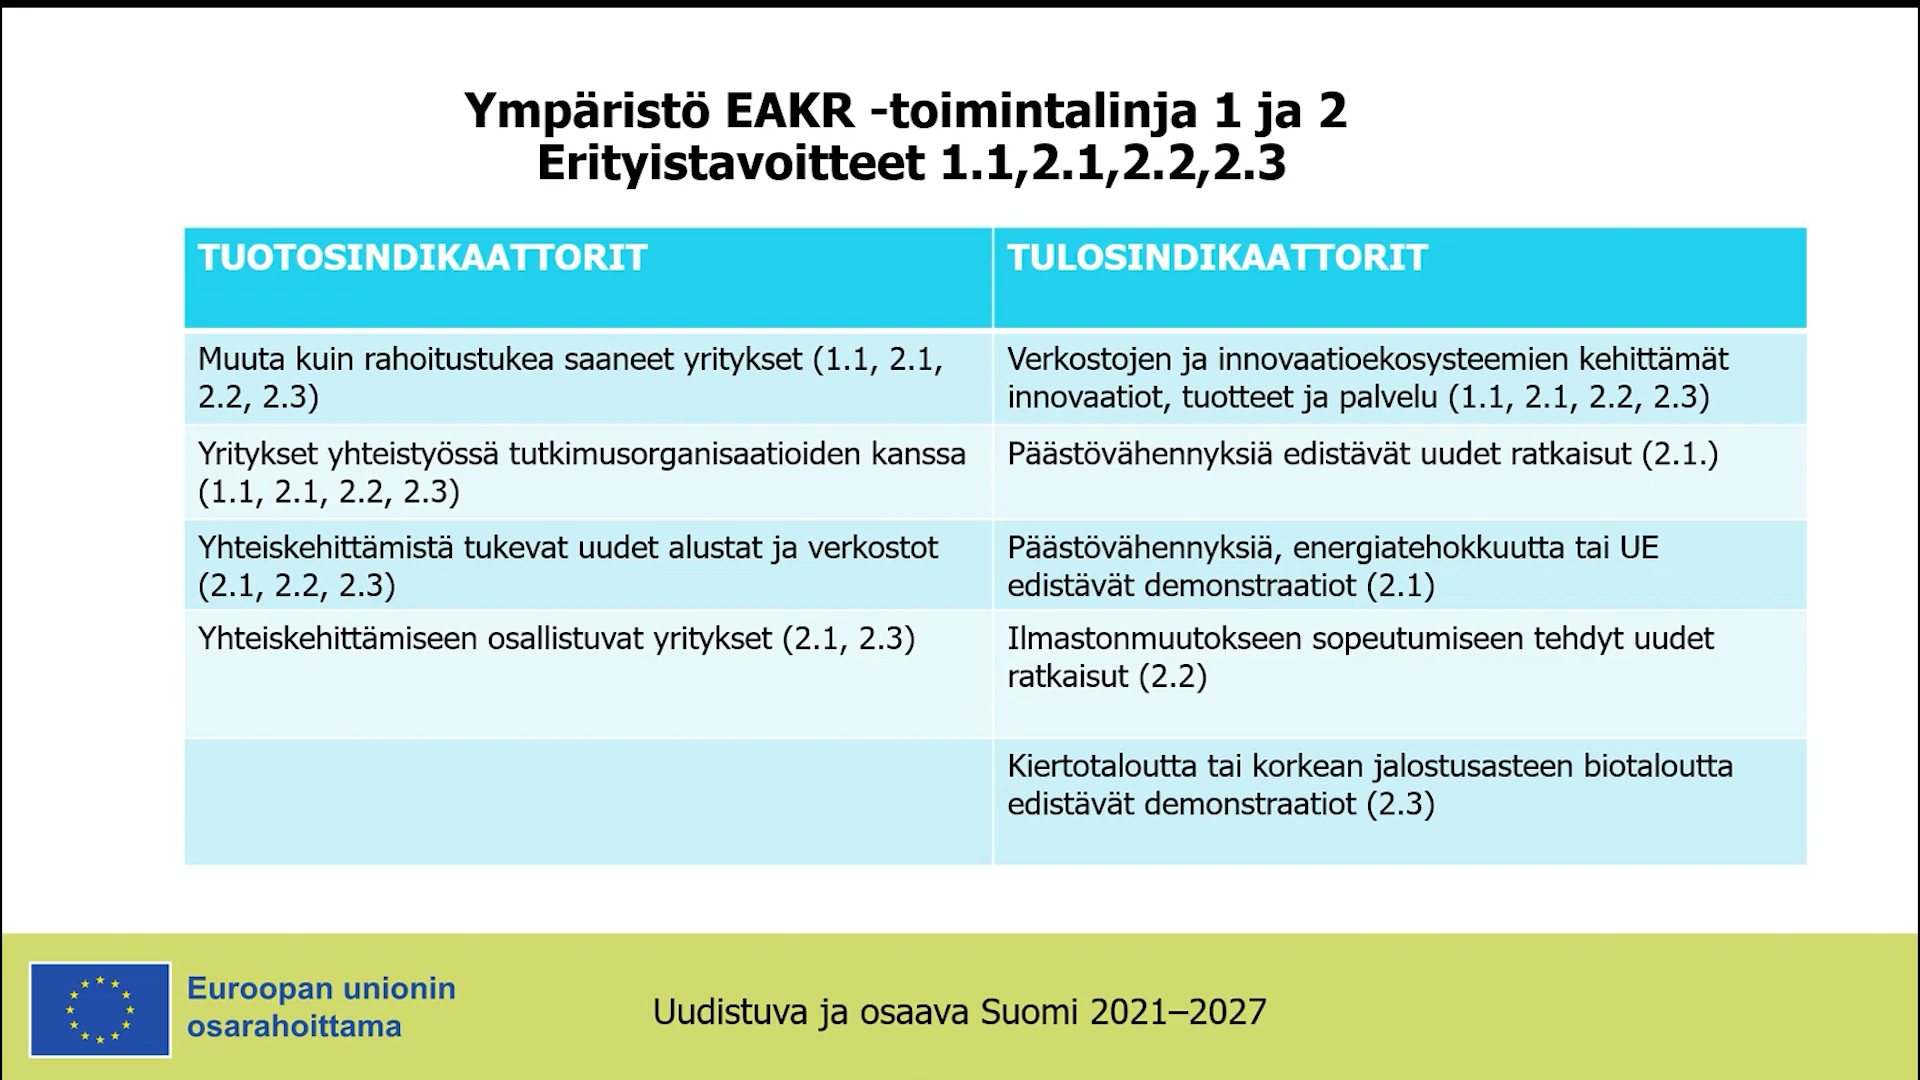 Ympäristö EAKR -toimintalinja 1 ja 2
Erityistavoitteet 1.1,2.1,2.2,2.3
TUOTOSINDIKAATTORIT
TULOSINDIKAATTORIT
Muuta kuin rahoitustukea saaneet yritykset (1.1, 2.1,
2.2, 2.3)
Verkostojen ja innovaatioekosysteemien kehittämät
innovaatiot, tuotteet ja palvelu (1.1, 2.1, 2.2, 2.3)
Yritykset yhteistyössä tutkimusorganisaatioiden kanssa
(1.1, 2.1, 2.2, 2.3)
Päästövähennyksiä edistävät uudet ratkaisut (2.1.)
Yhteiskehittämistä tukevat uudet alustat ja verkostot
(2.1, 2.2, 2.3)
Päästövähennyksiä, energiatehokkuutta tai UE
edistävät demonstraatiot (2.1)
Yhteiskehittämiseen osallistuvat yritykset (2.1, 2.3)
Ilmastonmuutokseen sopeutumiseen tehdyt uudet
ratkaisut (2.2)
Kiertotaloutta tai korkean jalostusasteen biotaloutta
edistävät demonstraatiot (2.3)
Euroopan unionin
osarahoittama
Uudistuva ja osaava Suomi 2021–2027